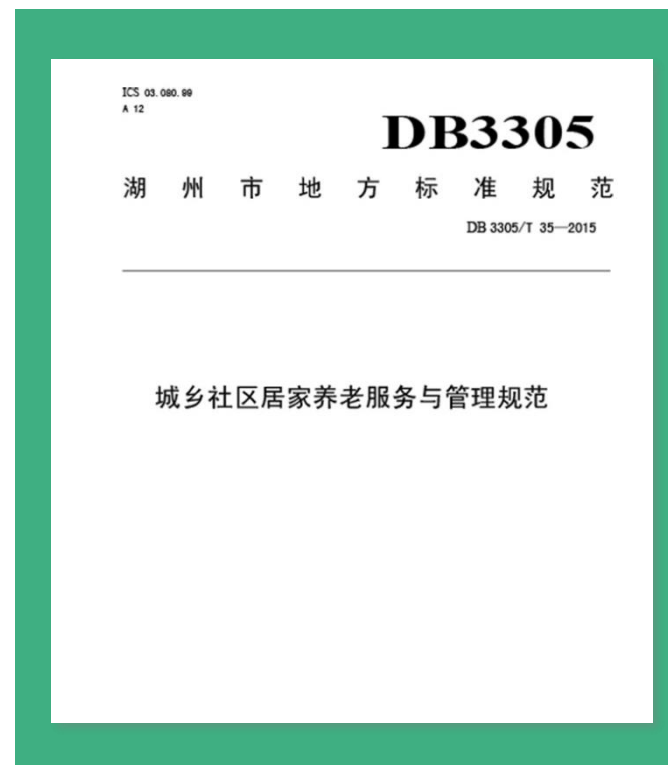 ICS 03.080.99
A 12
DB3305
湖州市地方标准规范
DB 3305/T 35—2015
城乡社区居家养老服务与管理规范